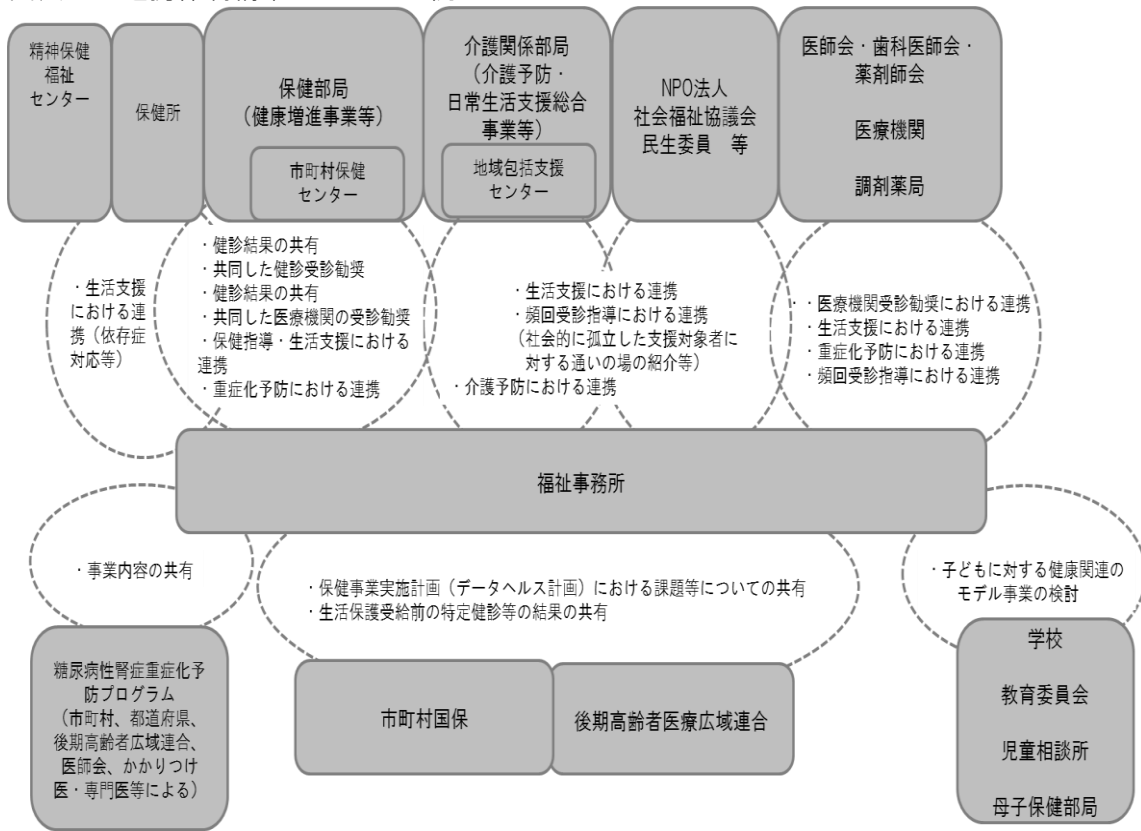 精神保健
福祉
センター
保健所
保健部局
（健康増進事業等）
市町村保健
センター
介護関係部局
（介護予防・
日常生活支援総合
事業等）
地域包括支援
センター
NPO法人
社会福祉協議会
民生委員　等
医師会・歯科医師会・
薬剤師会
医療機関
調剤薬局
・生活支援
における連
携（依存症
対応等）
・健診結果の共有
・共同した健診受診勧奨
・健診結果の共有
・共同した医療機関の受診勧奨
・保健指導・生活支援における
連携
・重症化予防における連携
・生活支援における連携
・頻回受診指導における連携
（社会的に孤立した支援対象者に
対する通いの場の紹介等）
・介護予防における連携
・・医療機関受診勧奨における連携
・生活支援における連携
・重症化予防における連携
・頻回受診指導における連携
福祉事務所
・事業内容の共有
・保健事業実施計画（データヘルス計画）における課題等についての共有
・生活保護受給前の特定健診等の結果の共有
・子どもに対する健康関連の
モデル事業の検討
糖尿病性腎症重症化予
防プログラム
（市町村、都道府県、
後期高齢者広域連合、
医師会、かかりつけ
医・専門医等による）
市町村国保
後期高齢者医療広域連合
学校
教育委員会
児童相談所
母子保健部局